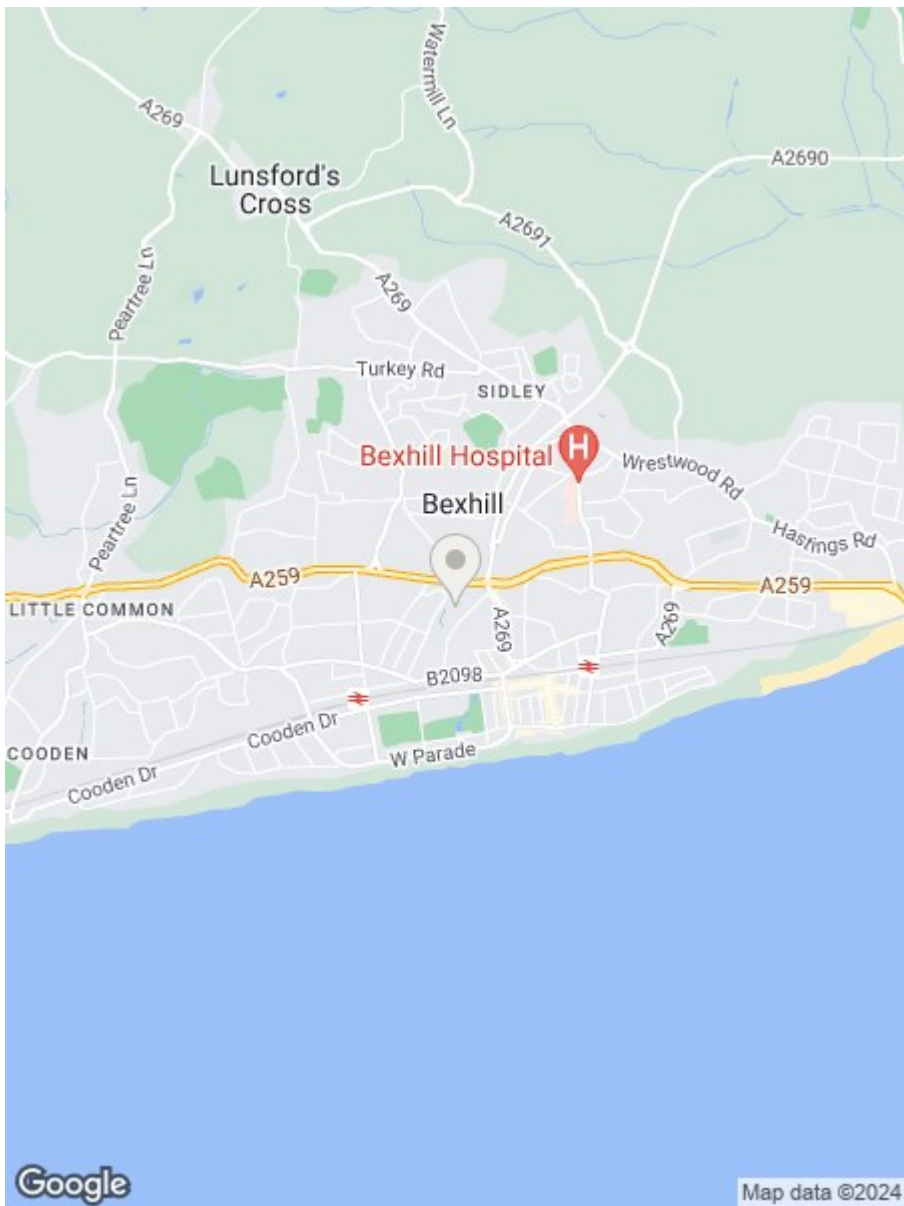 Watermill Ln
A269
A2690
Lunsford's
Cross
A2691
Peartree Ln
A269
Turkey Rd
SIDLEY
Bexhill Hospital
H
Wrestwood Rd
Bexhill
Peartree Ln
Hastings Rd
A259
A259
LITTLE COMMON
A269
A269
B2098
Cooden Dr
W Parade
COODEN
Cooden Dr
Google
Map data ©2024